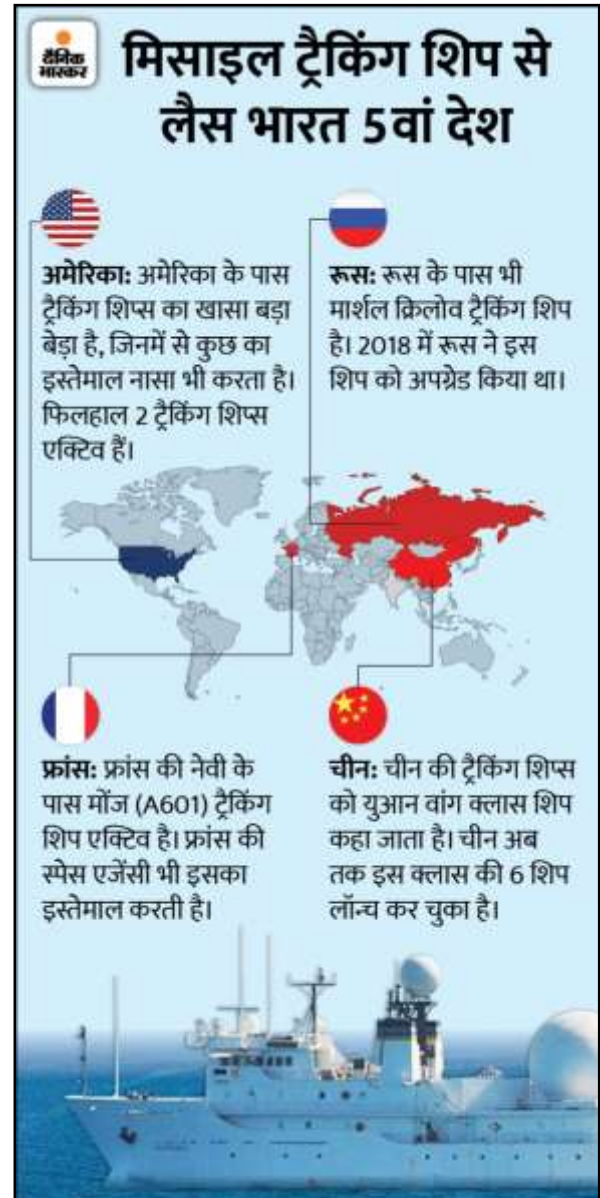 दैनिक
भास्कर
मिसाइल ट्रैकिंग शिप से
लैस भारत 5वां देश
अमेरिका: अमेरिका के पास
ट्रैकिंग शिप्स का खासा बड़ा
बेड़ा है, जिनमें से कुछ का
इस्तेमाल नासा भी करता है।
फिलहाल 2 ट्रैकिंग शिप्स
एक्टिव हैं।
रूस: रूस के पास भी
मार्शल क्रिलोव ट्रैकिंग शिप
है। 2018 में रूस ने इस
शिप को अपग्रेड किया था।
फ्रांस: फ्रांस की नेवी के
पास मोंज (A601) ट्रैकिंग
शिप एक्टिव है। फ्रांस की
स्पेस एजेंसी भी इसका
इस्तेमाल करती है।
चीन: चीन की ट्रैकिंग शिप्स
को युआन वांग क्लास शिप
कहा जाता है। चीन अब
तक इस क्लास की 6 शिप
लॉन्च कर चुका है।